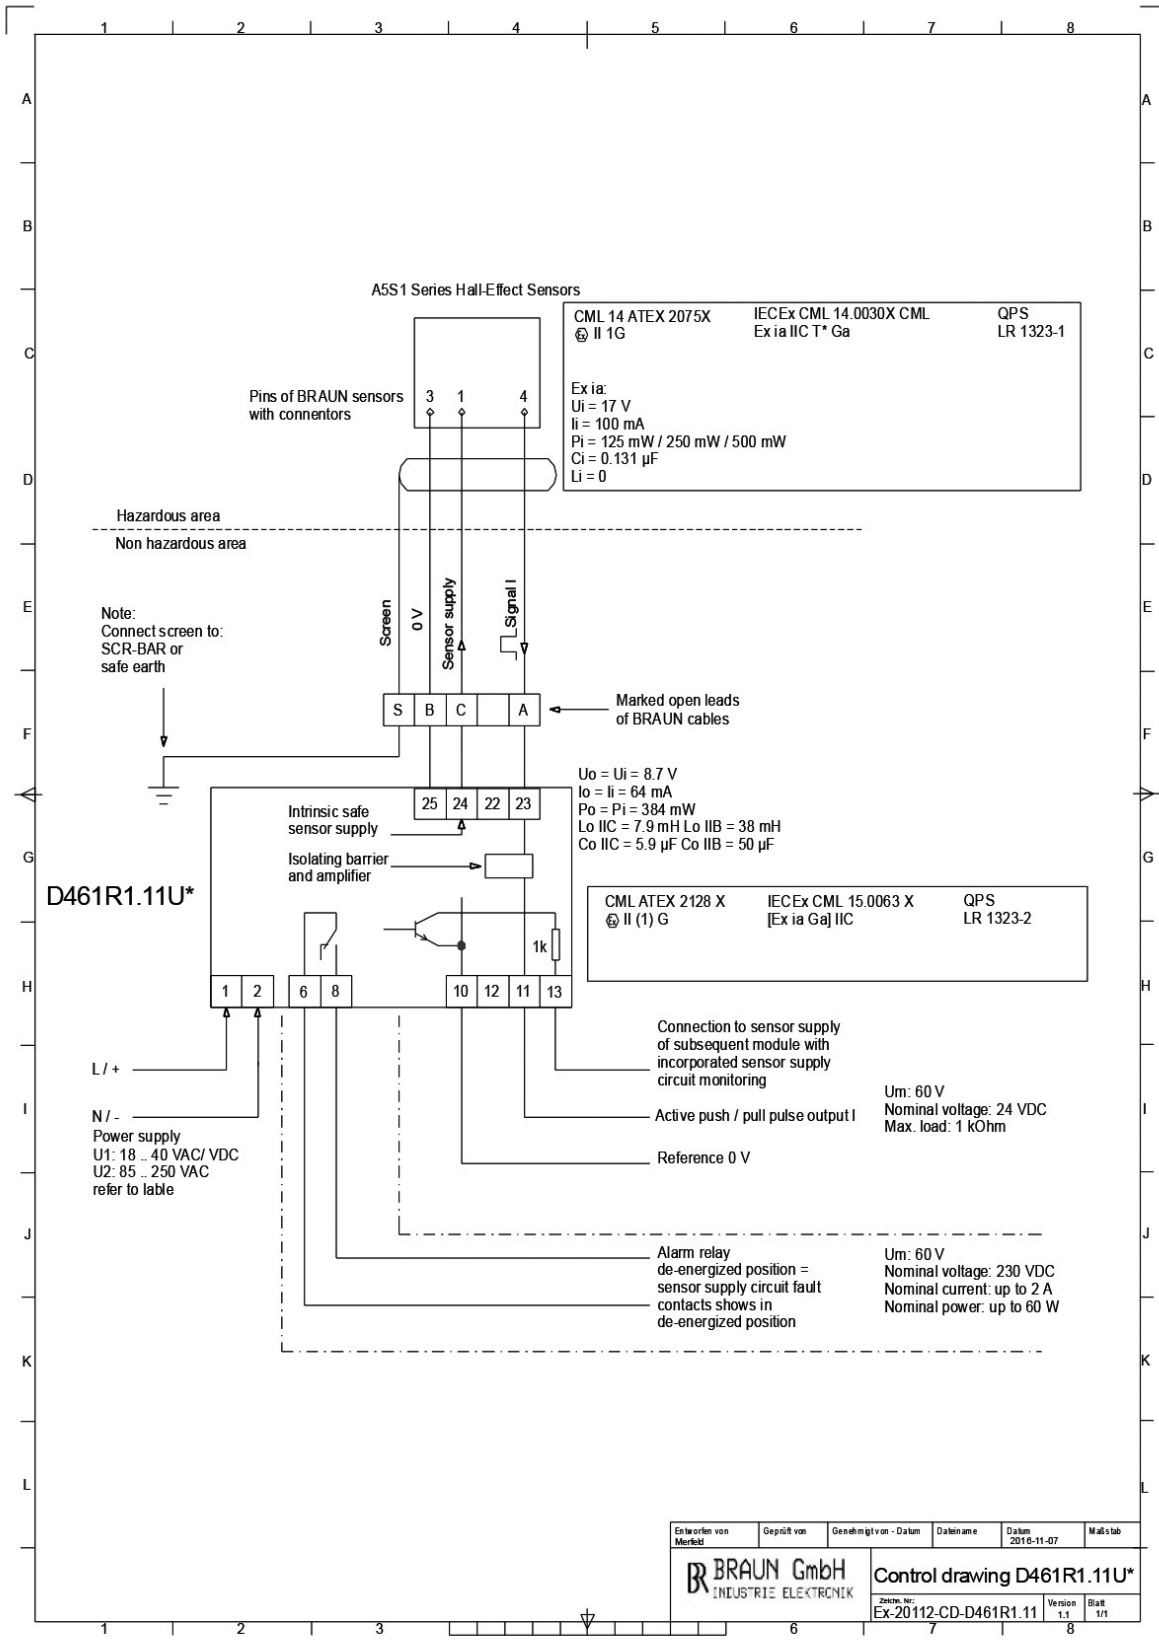 1 2 3 4 5 6 7 8
A A
B B
C C
D D
E E
F F
G G
H H
I I
J J
K K
L L
A5S1 Series Hall-Effect Sensors
CML 14 ATEX 2075X IECEx CML 14.0030X CML QPS
Ex II 1G Ex ia IIC T* Ga LR 1323-1
Ex ia:
Ui = 17 V
Ii = 100 mA
Pi = 125 mW / 250 mW / 500 mW
Ci = 0.131 µF
Li = 0
Pins of BRAUN sensors
with connentors
3 1 4
Hazardous area
Non hazardous area
Note:
Connect screen to:
SCR-BAR or
safe earth
Screen
0 V
Sensor supply
Signal I
S B C A
Marked open leads
of BRAUN cables
Uo = Ui = 8.7 V
Io = Ii = 64 mA
Po = Pi = 384 mW
Lo IIC = 7.9 mH Lo IIB = 38 mH
Co IIC = 5.9 µF Co IIB = 50 µF
25 24 22 23
Intrinsic safe
sensor supply
Isolating barrier
and amplifier
D461R1.11U*
CML ATEX 2128 X IECEx CML 15.0063 X QPS
Ex II (1) G [Ex ia Ga] IIC LR 1323-2
1k
1 2 6 8 10 12 11 13
L / +
N / -
Power supply
U1: 18 .. 40 VAC/ VDC
U2: 85 .. 250 VAC
refer to lable
Connection to sensor supply
of subsequent module with
incorporated sensor supply
circuit monitoring
Active push / pull pulse output I
Reference 0 V
Um: 60 V
Nominal voltage: 24 VDC
Max. load: 1 kOhm
Alarm relay
de-energized position =
sensor supply circuit fault
contacts shows in
de-energized position
Um: 60 V
Nominal voltage: 230 VDC
Nominal current: up to 2 A
Nominal power: up to 60 W
Entworfen von Geprüft von Genehmigt von - Datum Dateiname Datum Maßstab
Merfeld 2016-11-07
BR BRAUN GmbH
INDUSTRIE ELEKTRONIK
Control drawing D461R1.11U*
Zeichn. Nr.: Version Blatt
Ex-20112-CD-D461R1.11 1.1 1/1
1 2 3 4 6 7 8